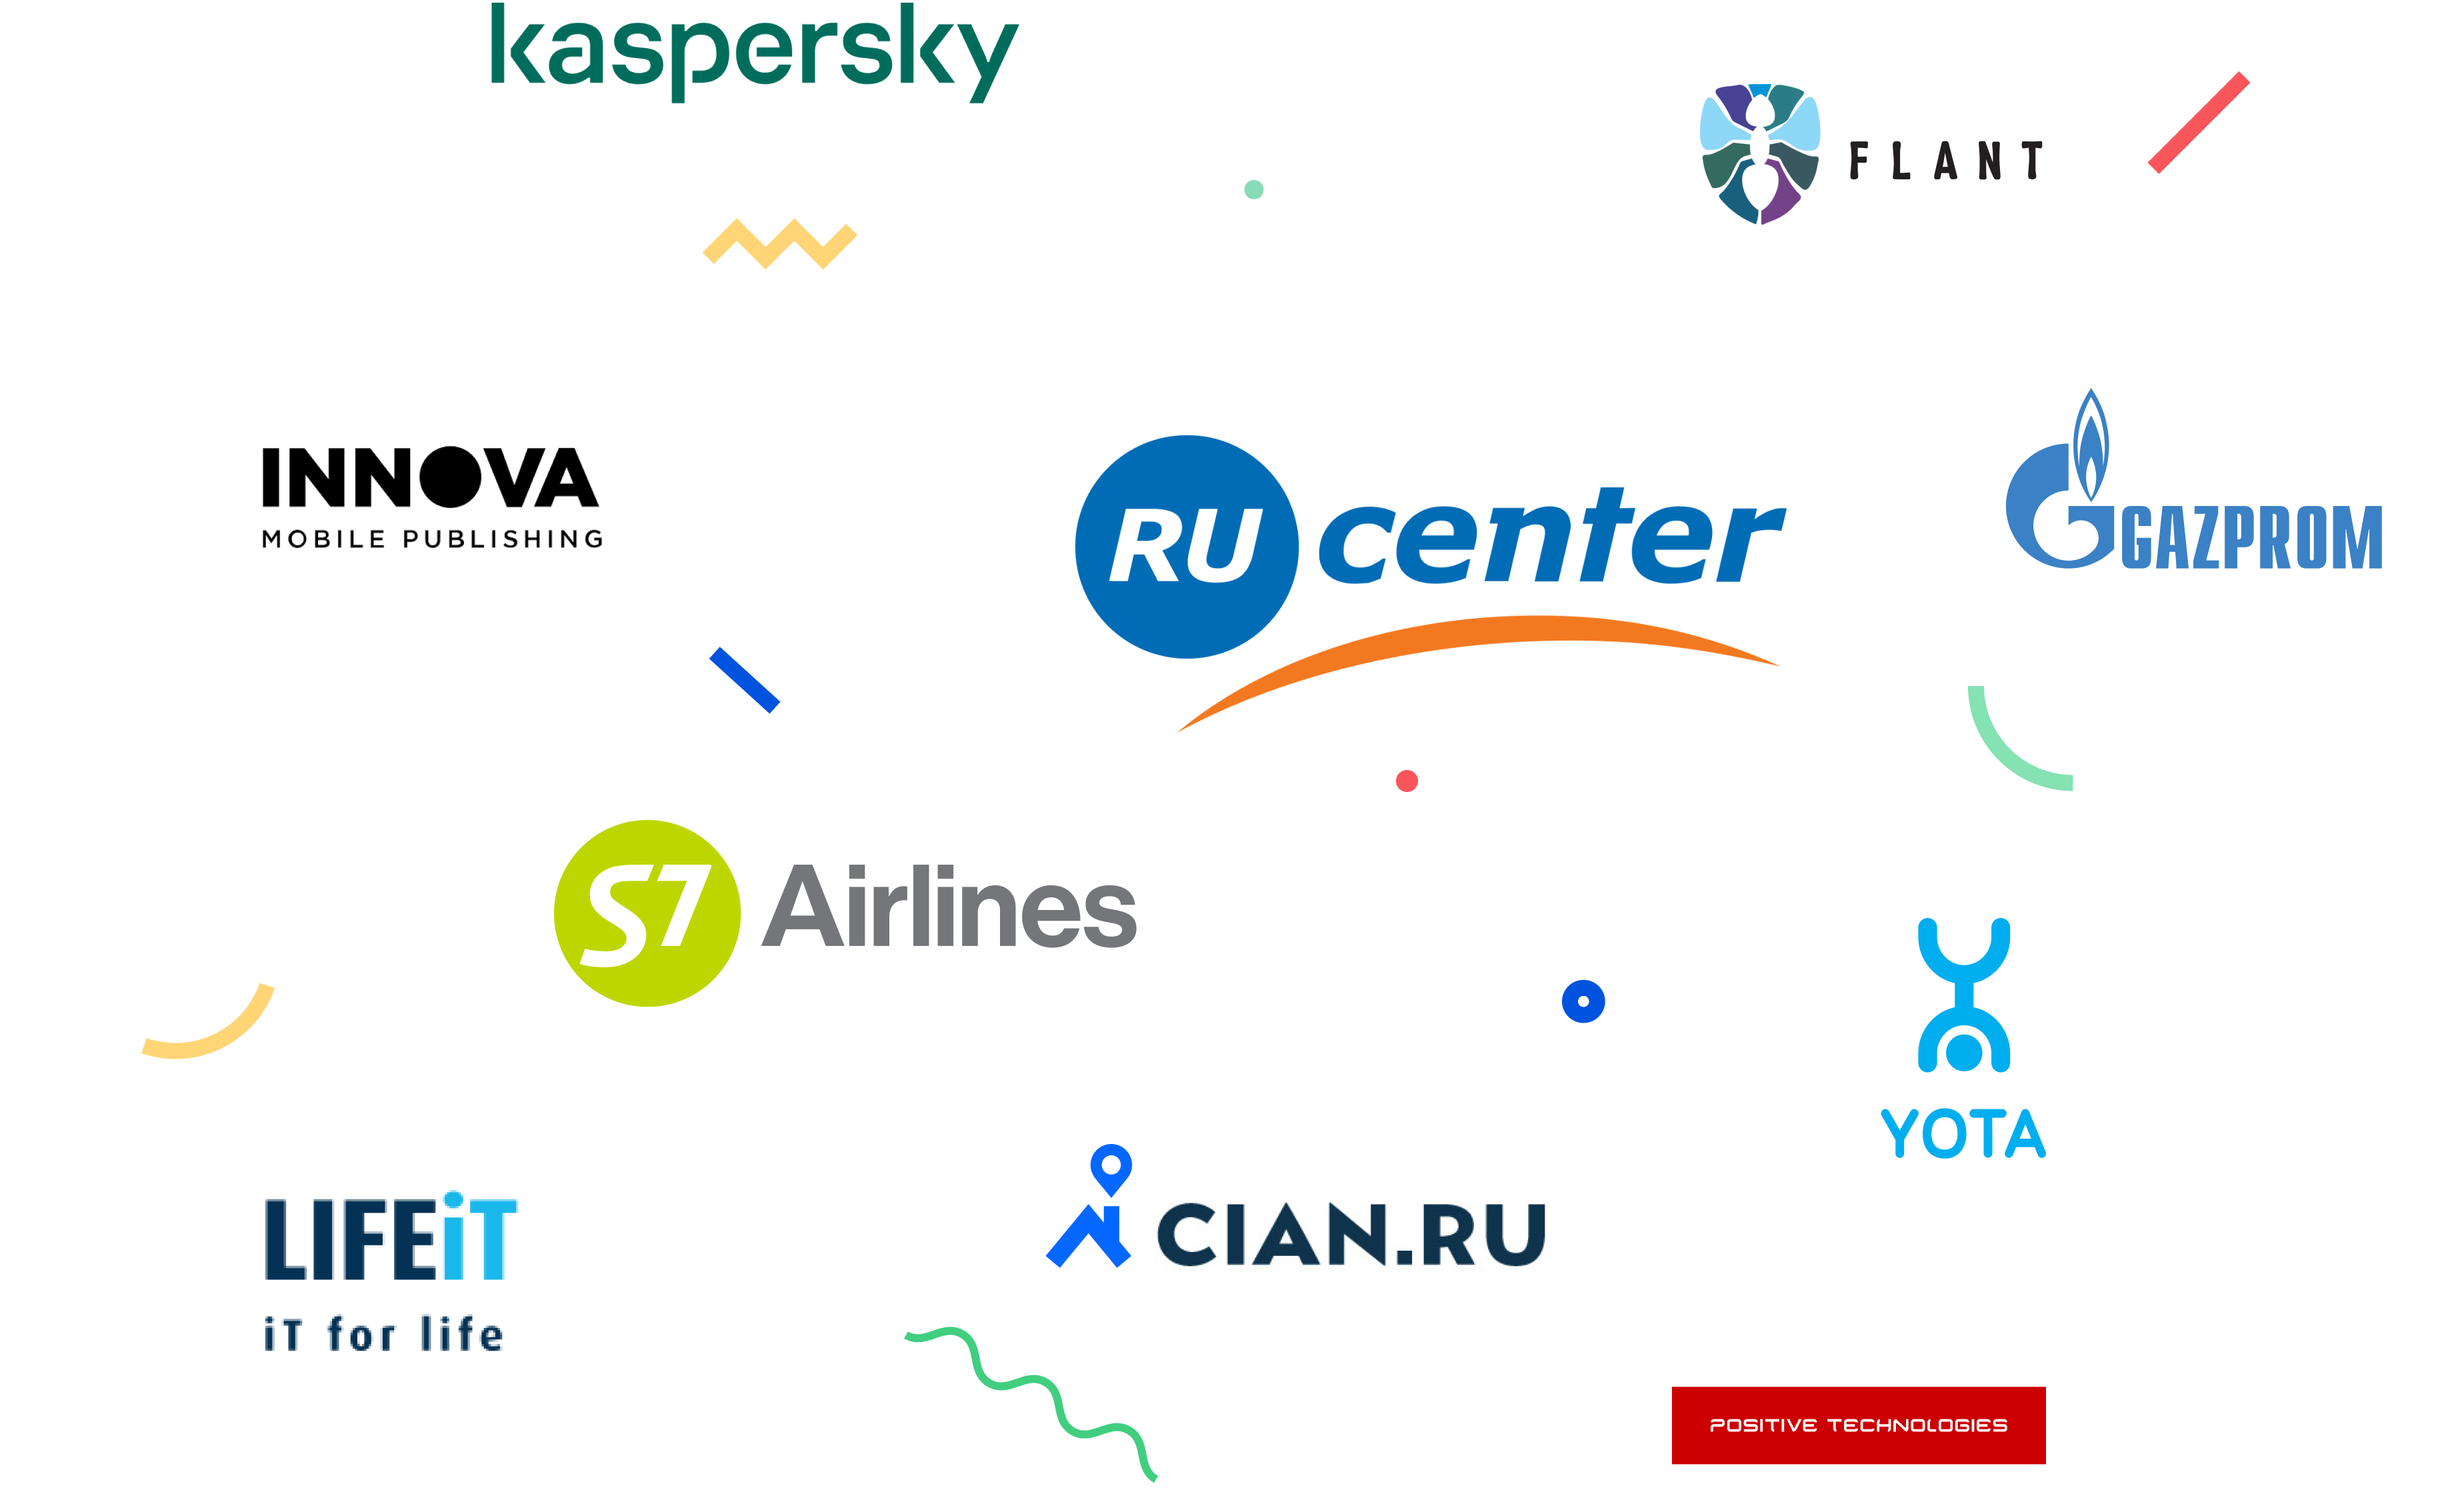 kaspersky
FLANT
INNOVA
MOBILE PUBLISHING
RU center
GAZPROM
S7 Airlines
YOTA
LIFEiT
iT for life
CIAN.RU
POSITIVE TECHNOLOGIES